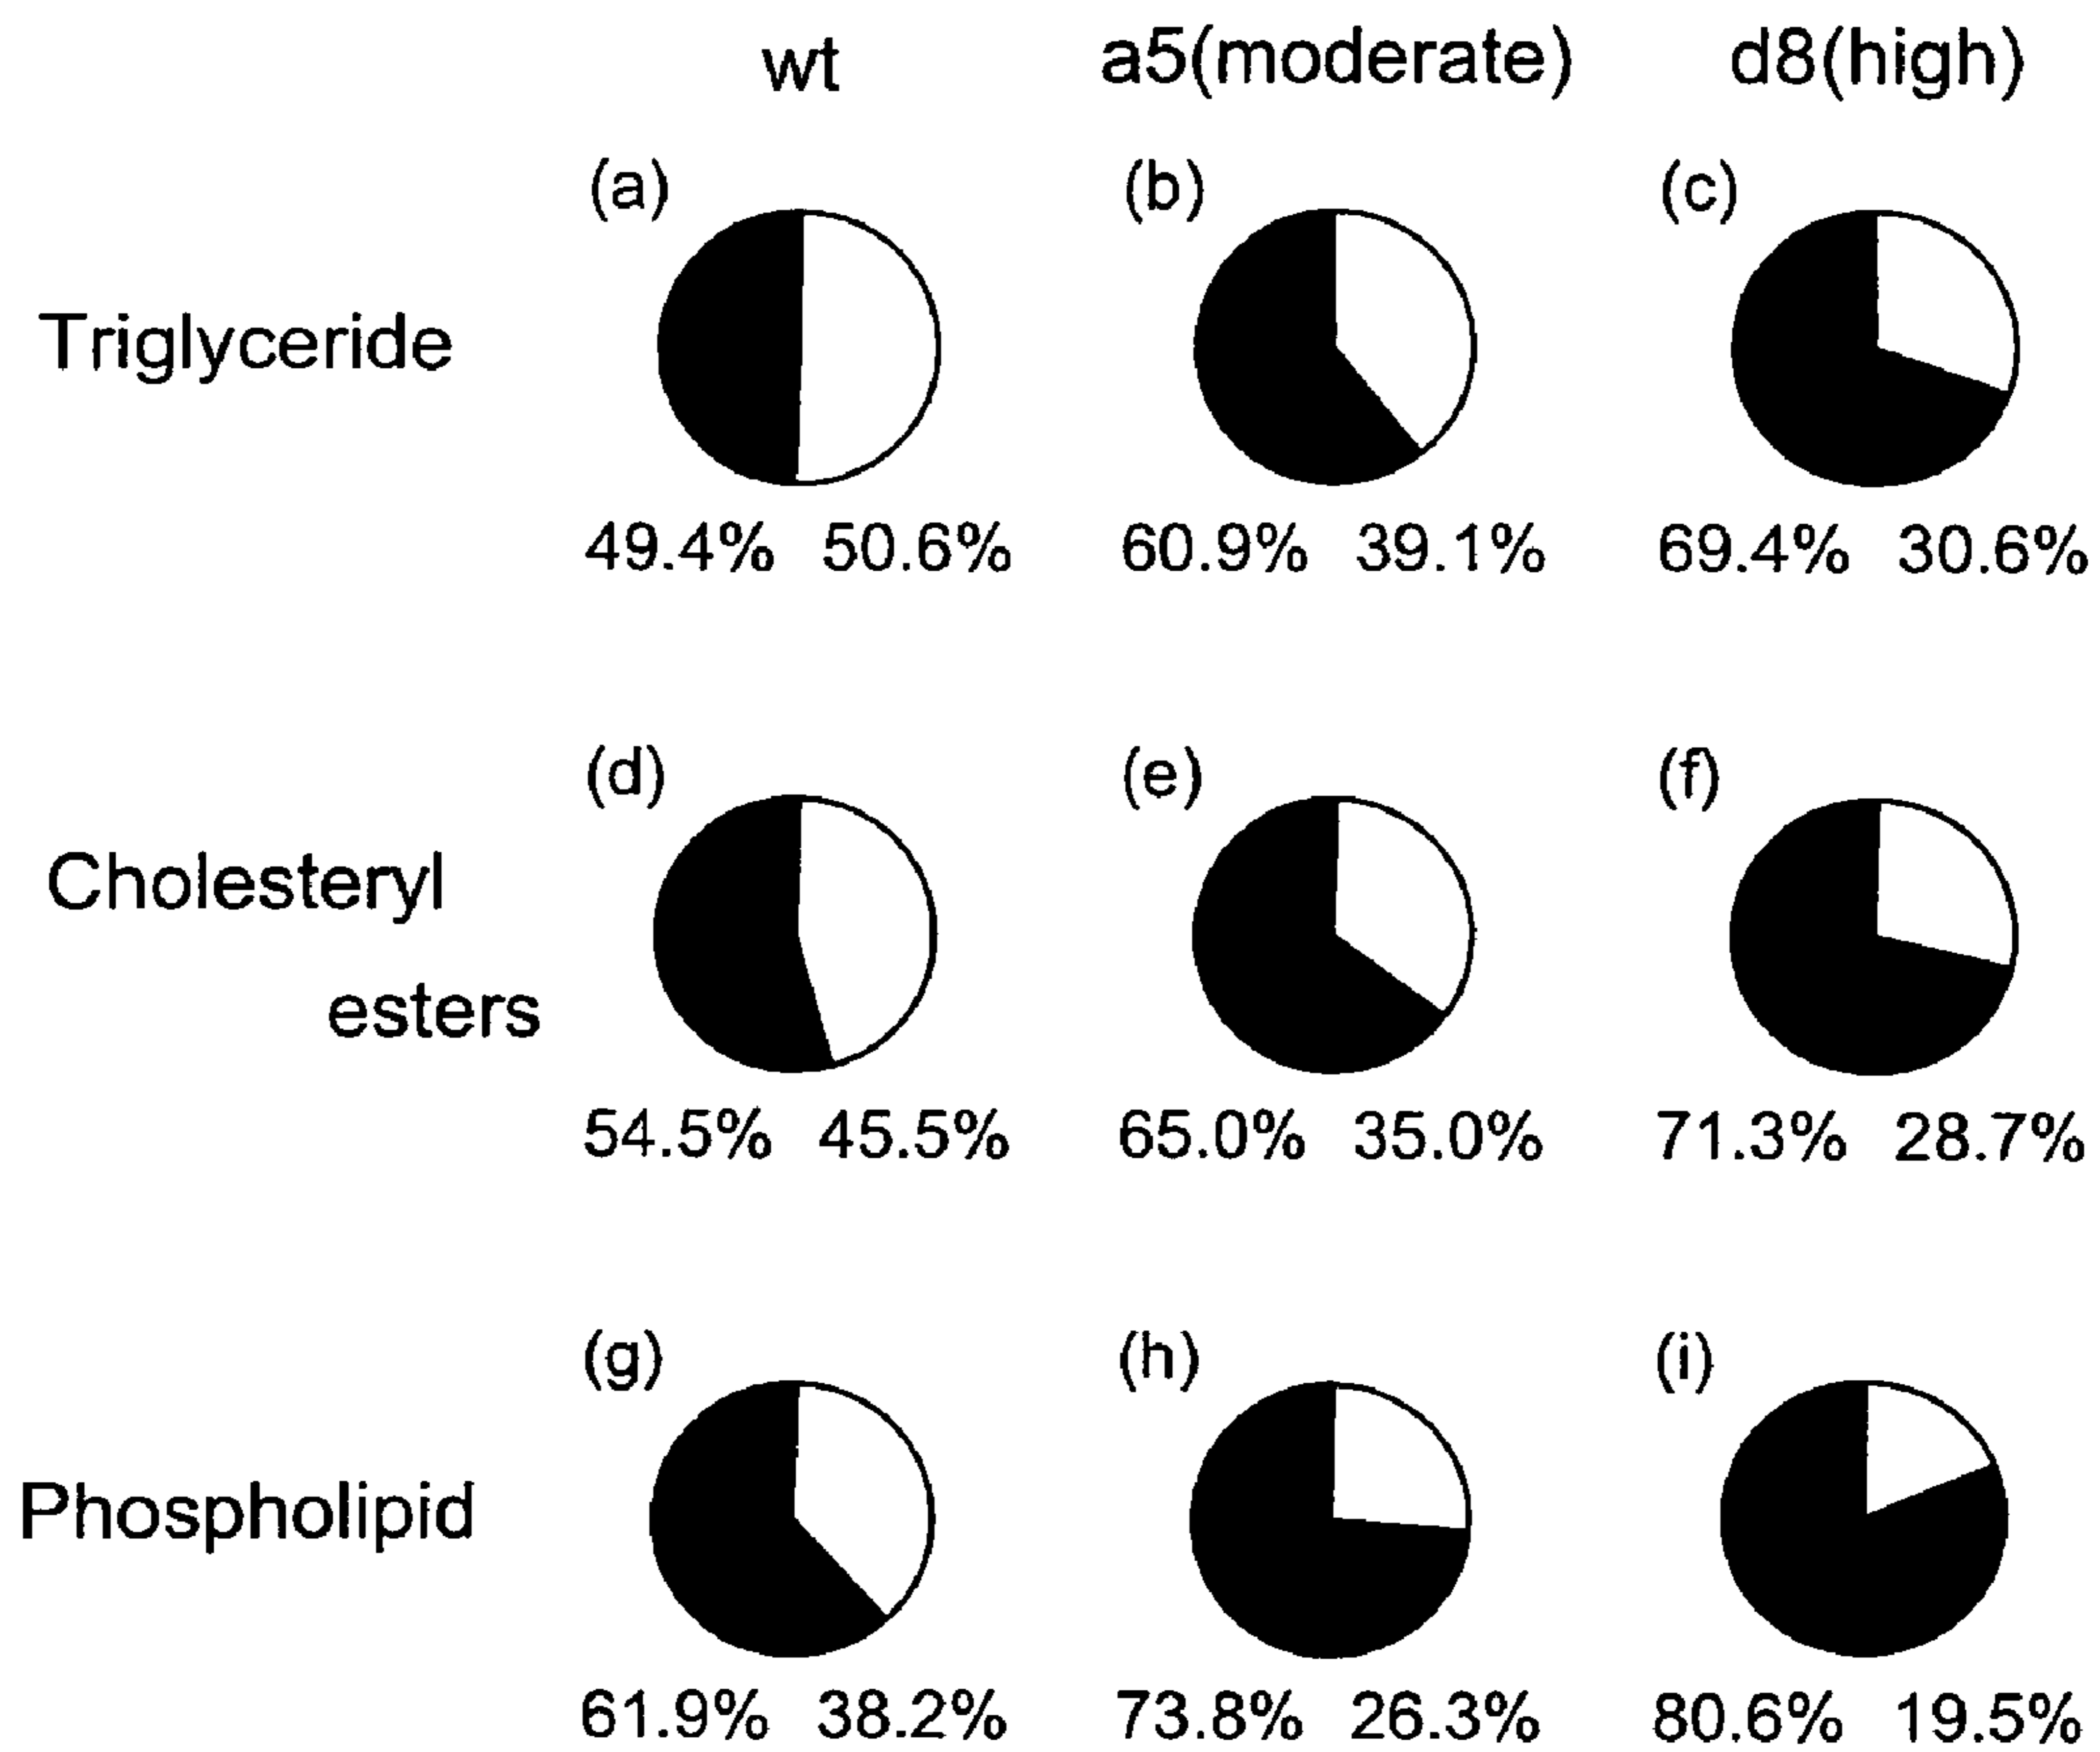 wt a5(moderate) d8(high)
(a) (b) (c)
Triglyceride
49.4% 50.6% 60.9% 39.1% 69.4% 30.6%
(d) (e) (f)
Cholesteryl
esters
54.5% 45.5% 65.0% 35.0% 71.3% 28.7%
(g) (h) (i)
Phospholipid
61.9% 38.2% 73.8% 26.3% 80.6% 19.5%